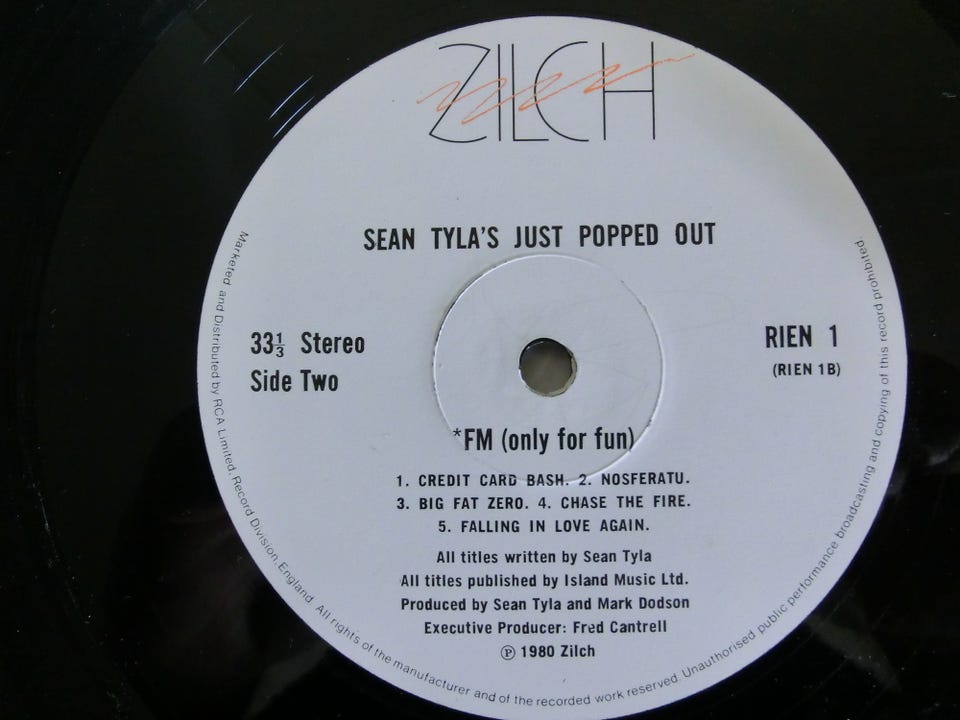 ZILCH
SEAN TYLA'S JUST POPPED OUT
33⅓ Stereo
Side Two
RIEN 1
(RIEN 1B)
*FM (only for fun)
1. CREDIT CARD BASH. 2. NOSFERATU.
3. BIG FAT ZERO. 4. CHASE THE FIRE.
5. FALLING IN LOVE AGAIN.
All titles written by Sean Tyla
All titles published by Island Music Ltd.
Produced by Sean Tyla and Mark Dodson
Executive Producer: Fred Cantrell
℗ 1980 Zilch
Marketed and Distributed by RCA Limited, Record Division, England. All rights of the manufacturer and of the recorded work reserved. Unauthorised public performance broadcasting and copying of this record prohibited.